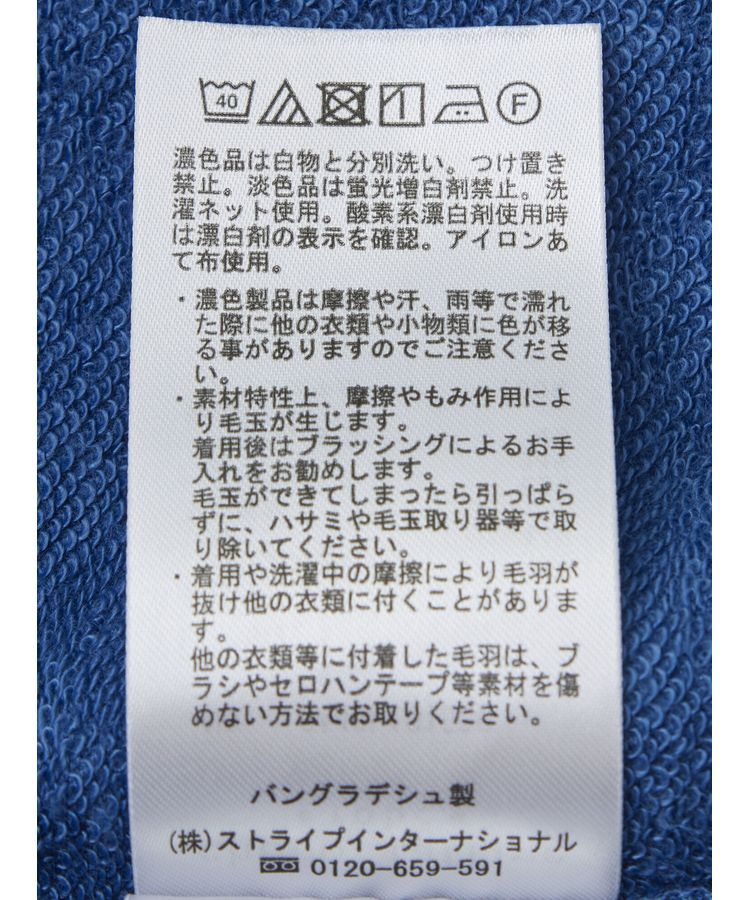 40
F
濃色品は白物と分別洗い。つけ置き
禁止。淡色品は蛍光増白剤禁止。洗
濯ネット使用。酸素系漂白剤使用時
は漂白剤の表示を確認。アイロンあ
て布使用。
・濃色製品は摩擦や汗、雨等で濡れ
た際に他の衣類や小物類に色が移
る事がありますのでご注意くださ
い。
・素材特性上、摩擦やもみ作用によ
り毛玉が生じます。
着用後はブラッシングによるお手
入れをお勧めします。
毛玉ができてしまったら引っぱら
ずに、ハサミや毛玉取り器等で取
り除いてください。
・着用や洗濯中の摩擦により毛羽が
抜け他の衣類に付くことがありま
す。
他の衣類等に付着した毛羽は、ブ
ラシやセロハンテープ等素材を傷
めない方法でお取りください。
バングラデシュ製
(株)ストライプインターナショナル
0120-659-591